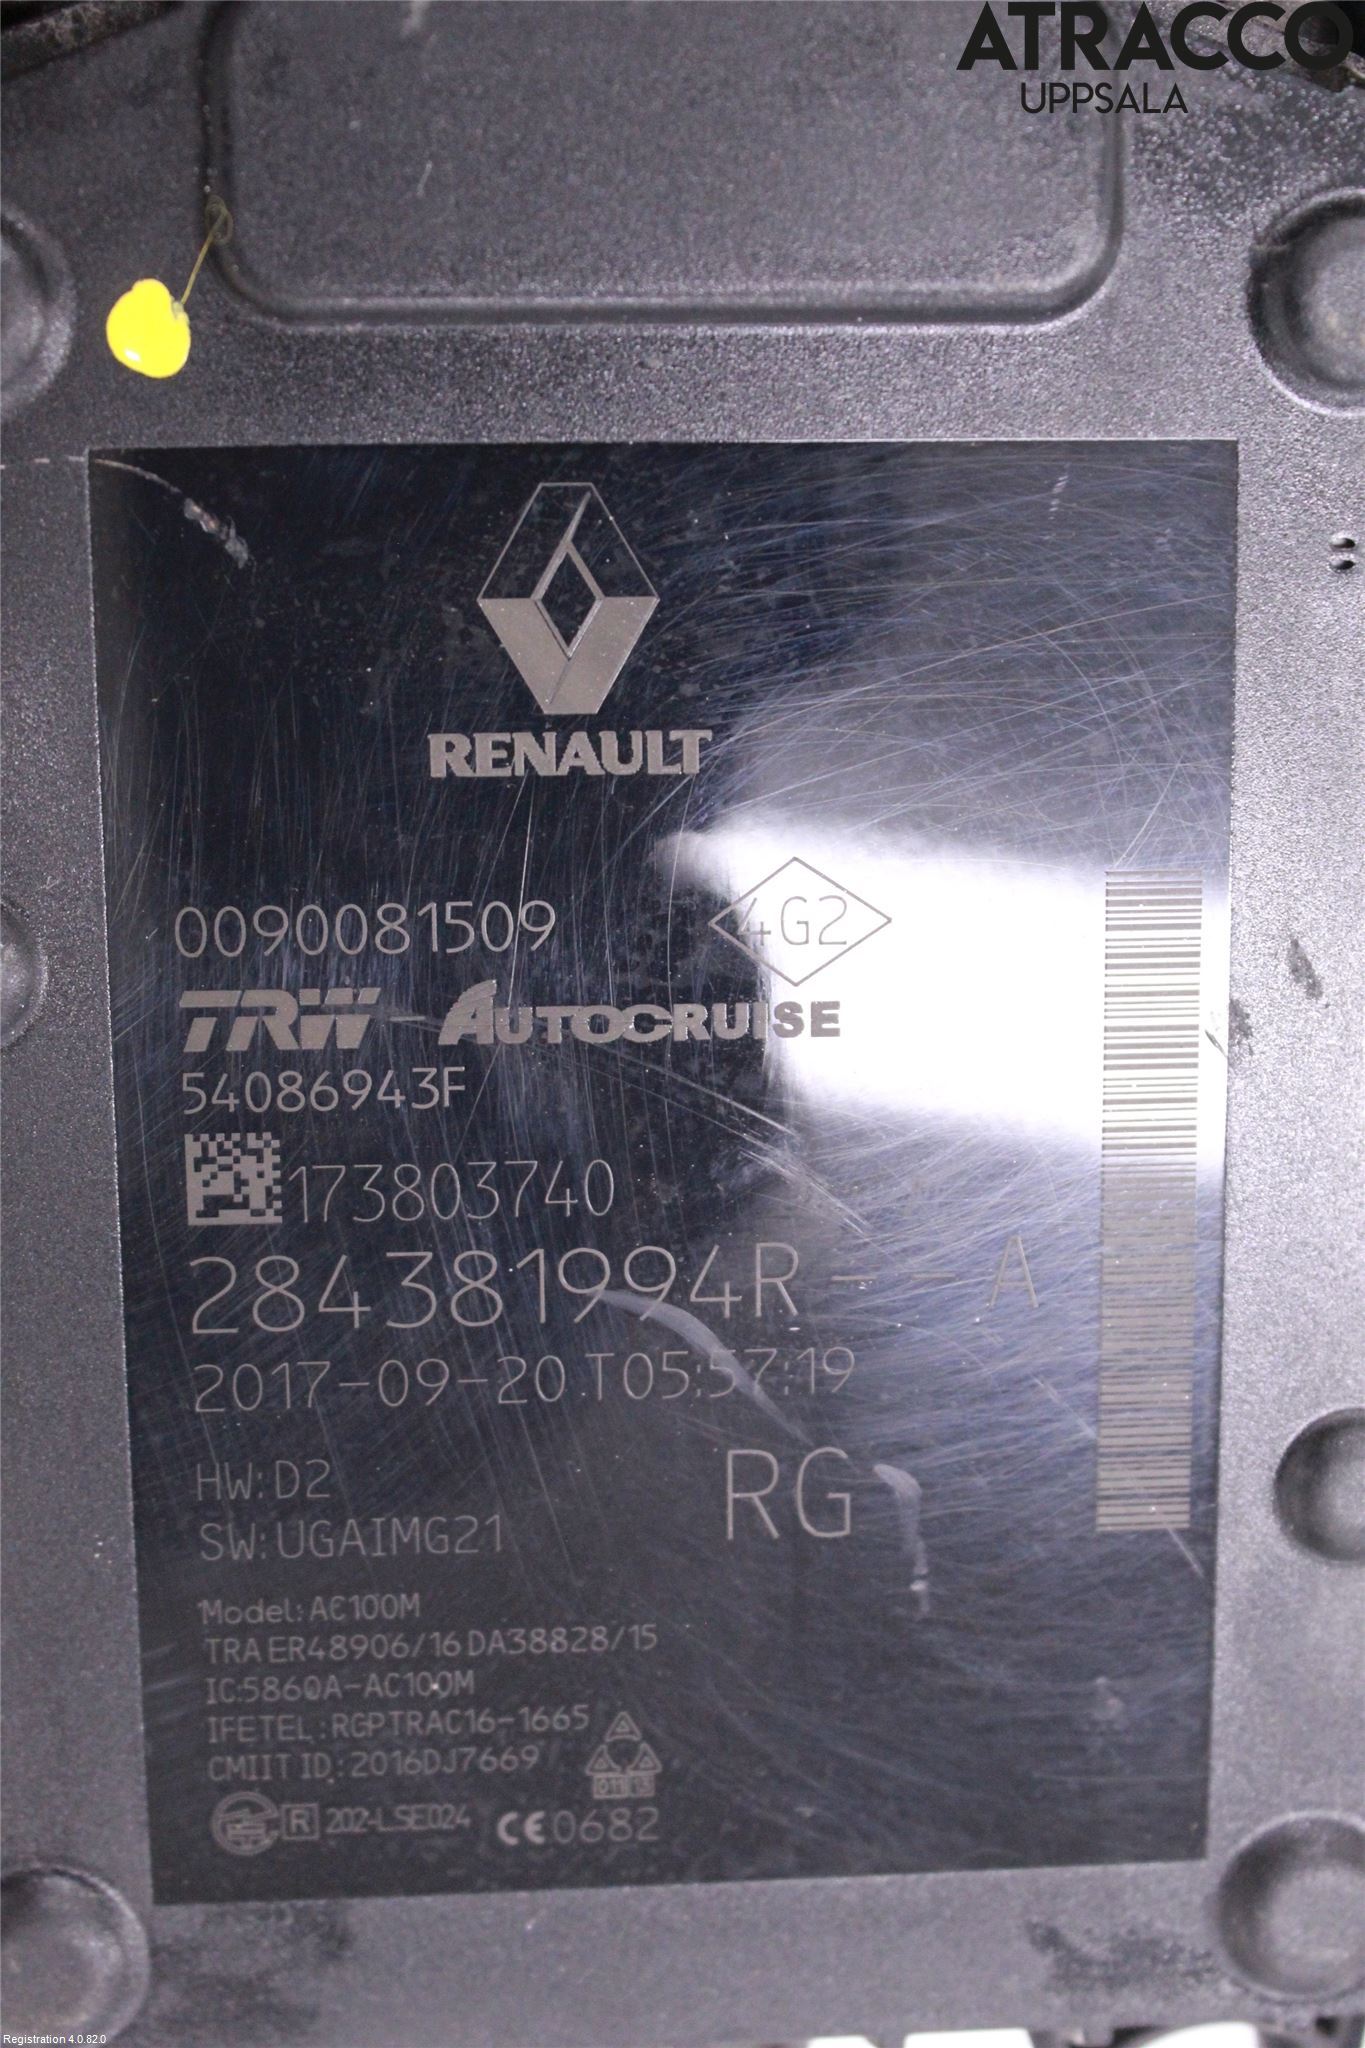 ATRACCO
UPPSALA
RENAULT
0090081509
4G2
TRW - AUTOCRUISE
54086943F
173803740
284381994R--A
2017-09-20 T05:57:19
HW: D2
RG
SW: UGAIMG21
Model: AC100M
TRA ER48906/16 DA38828/15
IC:5860A-AC100M
IFETEL: RGPTRAC16-1665
CMIIT ID: 2016DJ7669
R 202-LSE024 CE0682
Registration 4.0.82.0